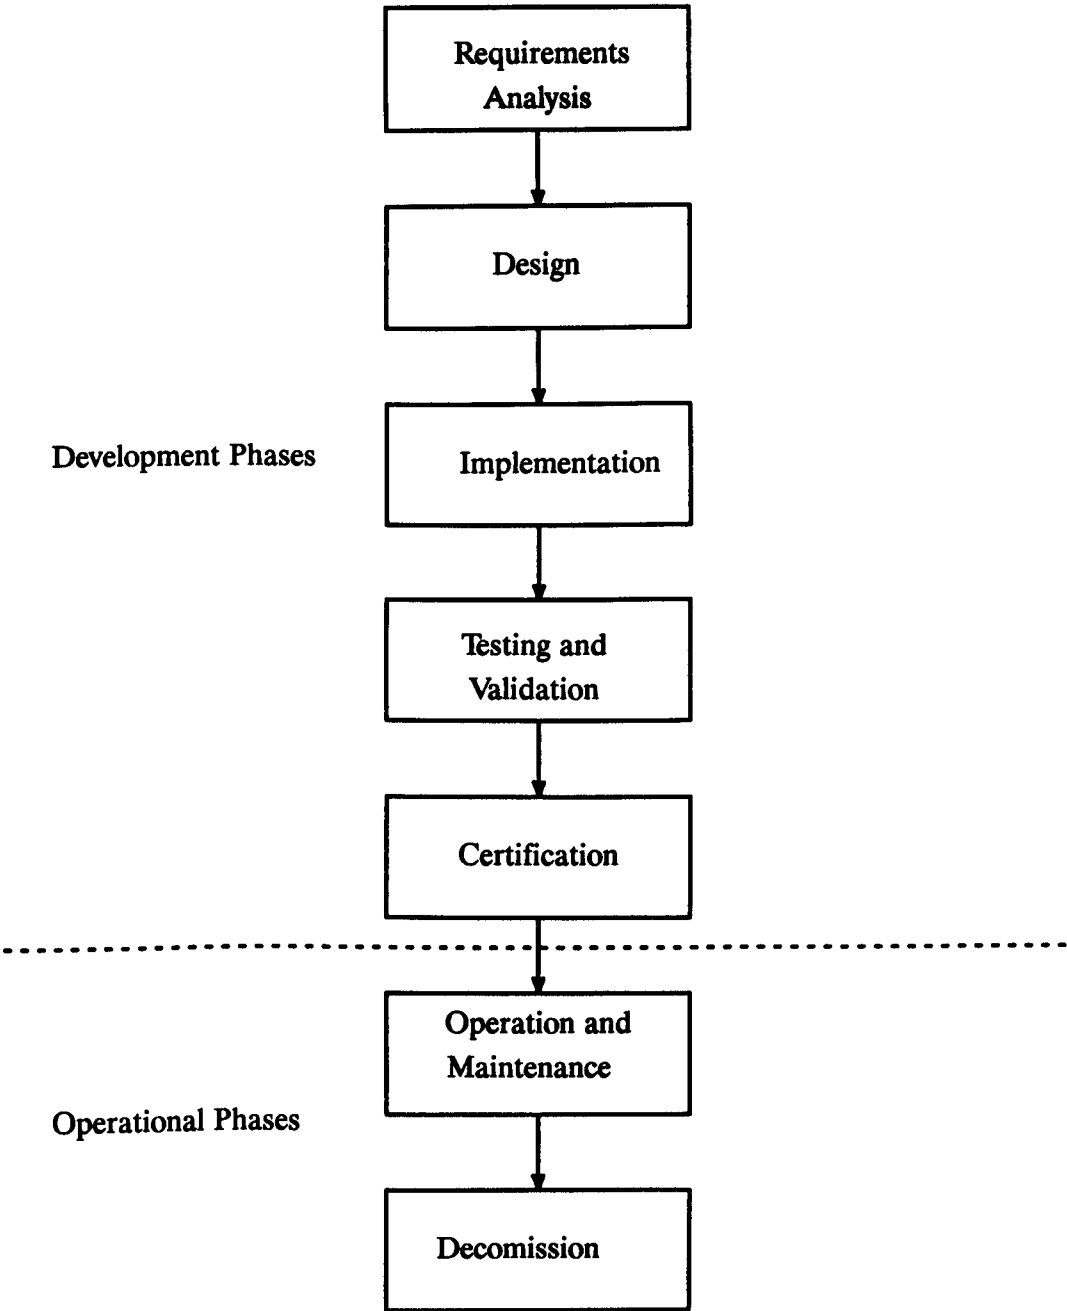 Requirements
Analysis
Design
Development Phases
Implementation
Testing and
Validation
Certification
Operation and
Maintenance
Operational Phases
Decomission